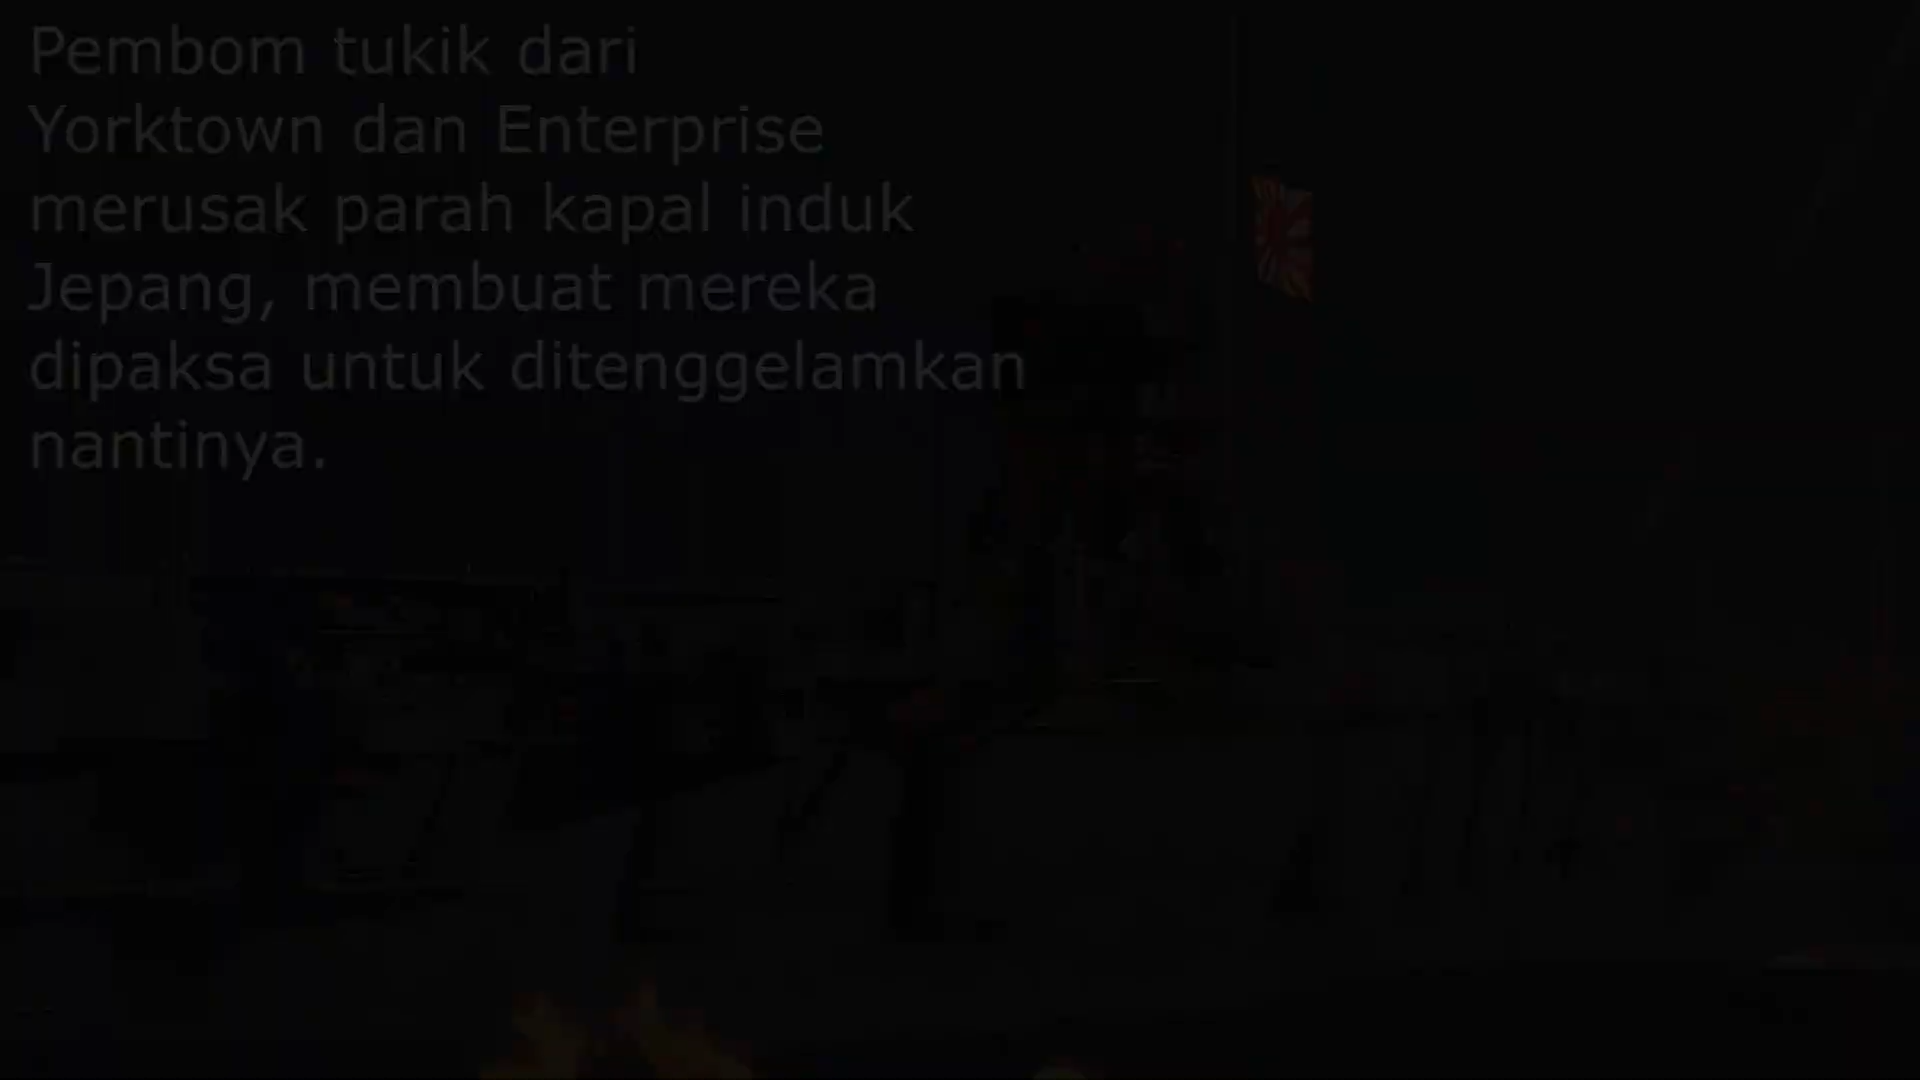 Pembom tukik dari
Yorktown dan Enterprise
merusak parah kapal induk
Jepang, membuat mereka
dipaksa untuk ditenggelamkan
nantinya.